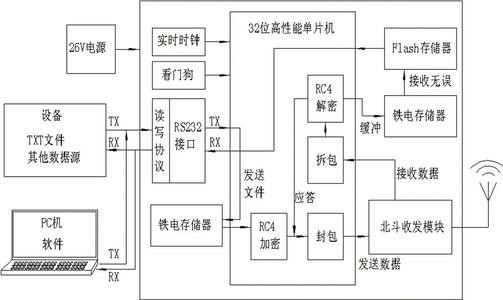 26V电源
实时时钟
看门狗
32位高性能单片机
Flash存储器
接收无误
铁电存储器
缓冲
RC4
解密
设备
TXT文件
其他数据源
TX
RX
读写协议
RS232
接口
TX
RX
发送
文件
应答
拆包
接收数据
PC机
软件
TX
RX
铁电存储器
RC4
加密
封包
发送数据
北斗收发模块